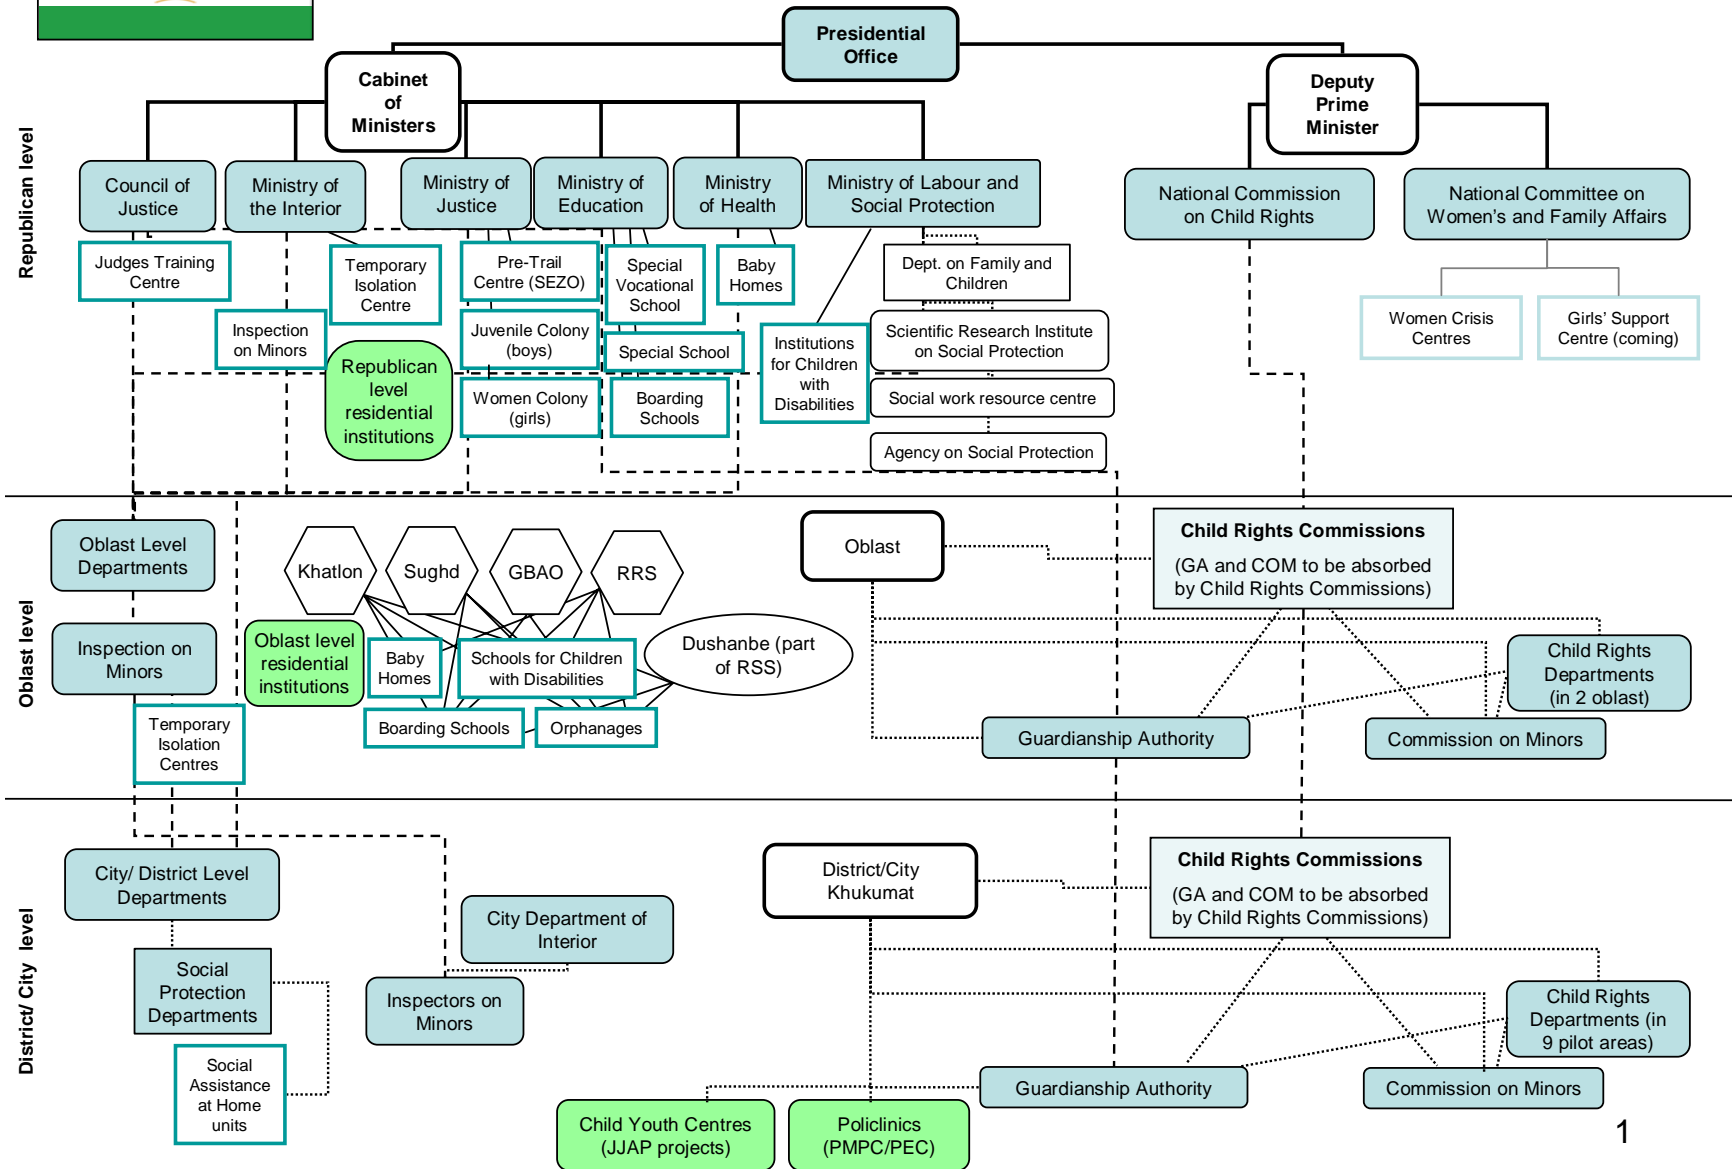 Presidential
Office
Cabinet
of
Ministers
Deputy
Prime
Minister
Republican level
Council of
Justice
Ministry of
the Interior
Ministry of
Justice
Ministry of
Education
Ministry
of Health
Ministry of Labour and
Social Protection
National Commission
on Child Rights
National Committee on
Women's and Family Affairs
Judges Training
Centre
Temporary
Isolation
Centre
Inspection
on Minors
Pre-Trail
Centre (SEZO)
Juvenile Colony
(boys)
Women Colony
(girls)
Special
Vocational
School
Special School
Boarding
Schools
Baby
Homes
Institutions
for Children
with
Disabilities
Dept. on Family and
Children
Scientific Research Institute
on Social Protection
Social work resource centre
Agency on Social Protection
Women Crisis
Centres
Girls' Support
Centre (coming)
Republican
level
residential
institutions
Oblast level
Oblast Level
Departments
Inspection on
Minors
Temporary
Isolation
Centres
Khatlon
Sughd
GBAO
RRS
Oblast level
residential
institutions
Baby
Homes
Schools for Children
with Disabilities
Boarding Schools
Orphanages
Dushanbe (part
of RSS)
Oblast
Child Rights Commissions
(GA and COM to be absorbed
by Child Rights Commissions)
Child Rights
Departments
(in 2 oblast)
Guardianship Authority
Commission on Minors
District/ City level
City/ District Level
Departments
Social
Protection
Departments
Social
Assistance
at Home
units
City Department of
Interior
Inspectors on
Minors
District/City
Khukumat
Child Rights Commissions
(GA and COM to be absorbed
by Child Rights Commissions)
Child Rights
Departments (in
9 pilot areas)
Guardianship Authority
Commission on Minors
Child Youth Centres
(JJAP projects)
Policlinics
(PMPC/PEC)
1